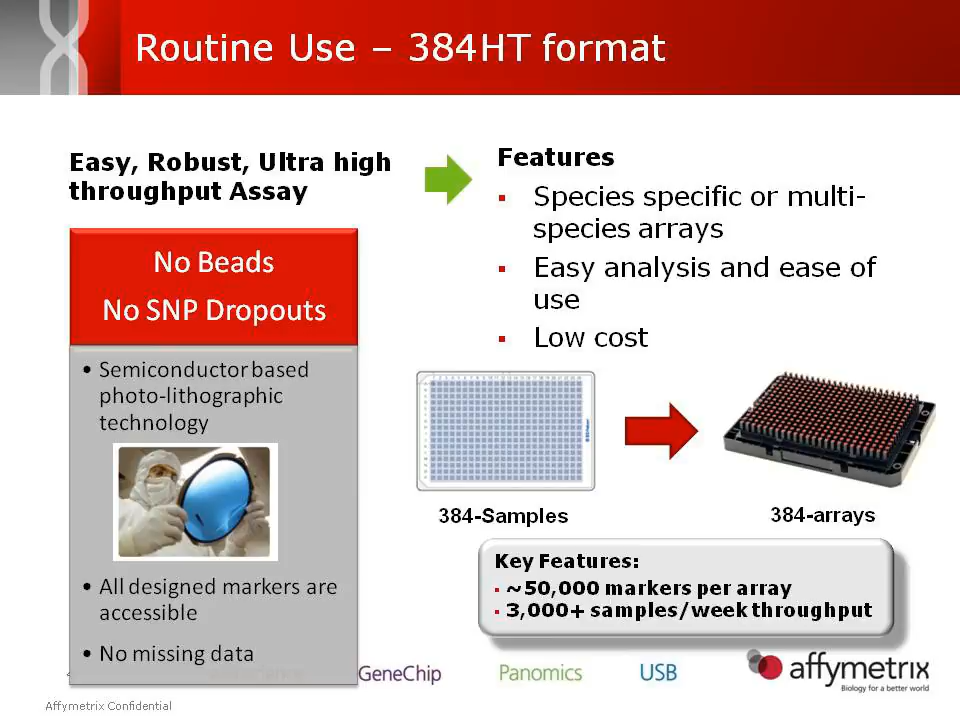 Routine Use – 384HT format
Easy, Robust, Ultra high
throughput Assay
No Beads
No SNP Dropouts
• Semiconductor based
photo-lithographic
technology
• All designed markers are
accessible
• No missing data
Features
▪ Species specific or multi-
species arrays
▪ Easy analysis and ease of
use
▪ Low cost
384-Samples
384-arrays
Key Features:
▪ ~50,000 markers per array
▪ 3,000+ samples/week throughput
GeneChip
Panomics
USB
affymetrix
Biology for a better world
Affymetrix Confidential